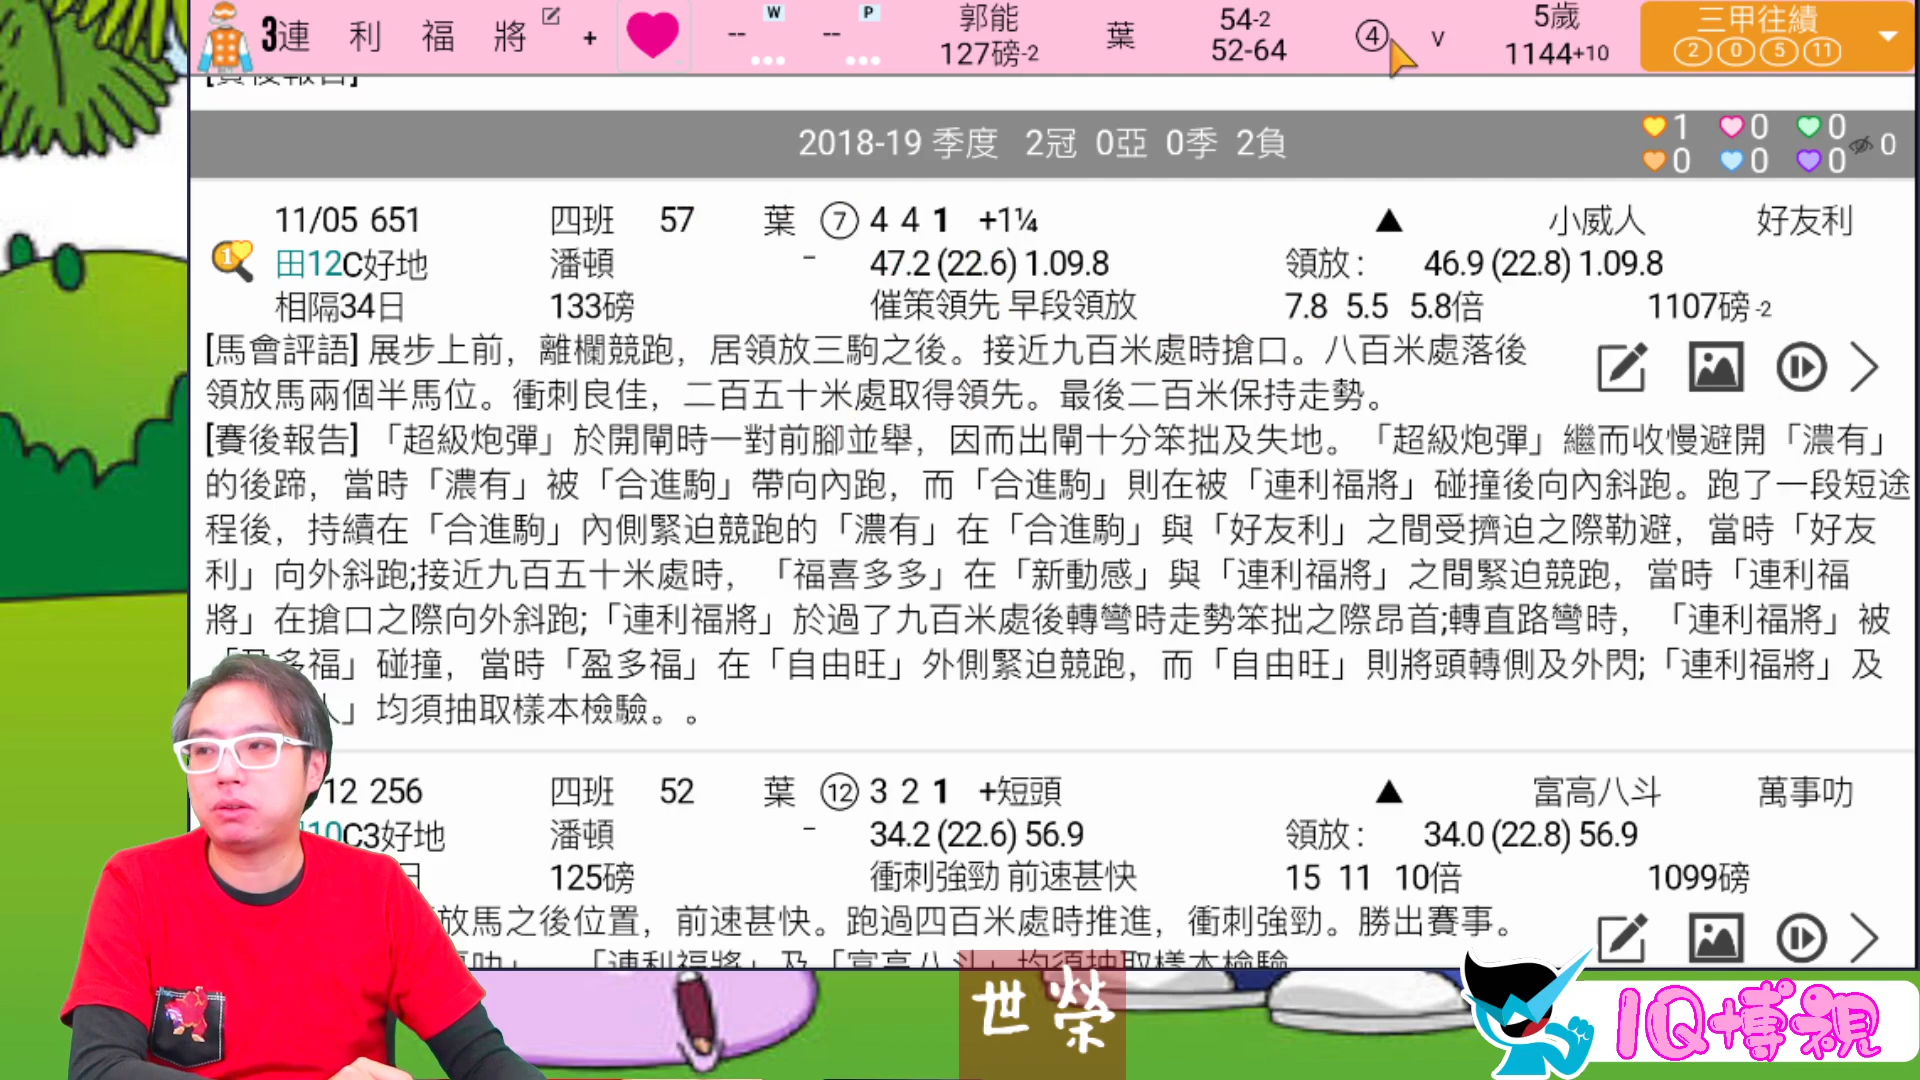 3連利福將 + -- W -- P 郭能 葉 54-2 ④ v 5歲 三甲往績
127磅-2 52-64 1144+10 2 0 5 11
2018-19 季度 2冠 0亞 0季 2負 1 0 0 0 0 0 0
11/05 651 四班 57 葉 ⑦ 4 4 1 +1¼ ▲ 小威人 好友利
田12C好地 潘頓 - 47.2 (22.6) 1.09.8 領放: 46.9 (22.8) 1.09.8
相隔34日 133磅 催策領先 早段領放 7.8 5.5 5.8倍 1107磅-2
[馬會評語] 展步上前，離欄競跑，居領放三駒之後。接近九百米處時搶口。八百米處落後
領放馬兩個半馬位。衝刺良佳，二百五十米處取得領先。最後二百米保持走勢。
[賽後報告] 「超級炮彈」於開閘時一對前腳並舉，因而出閘十分笨拙及失地。「超級炮彈」繼而收慢避開「濃有」
的後蹄，當時「濃有」被「合進駒」帶向內跑，而「合進駒」則在被「連利福將」碰撞後向內斜跑。跑了一段短途
程後，持續在「合進駒」內側緊迫競跑的「濃有」在「合進駒」與「好友利」之間受擠迫之際勒避，當時「好友
利」向外斜跑;接近九百五十米處時，「福喜多多」在「新動感」與「連利福將」之間緊迫競跑，當時「連利福
將」在搶口之際向外斜跑;「連利福將」於過了九百米處後轉彎時走勢笨拙之際昂首;轉直路彎時，「連利福將」被
多福」碰撞，當時「盈多福」在「自由旺」外側緊迫競跑，而「自由旺」則將頭轉側及外閃;「連利福將」及
人」均須抽取樣本檢驗。。
12 256 四班 52 葉 ⑫ 3 2 1 +短頭 ▲ 富高八斗 萬事叻
10C3好地 潘頓 - 34.2 (22.6) 56.9 領放: 34.0 (22.8) 56.9
日 125磅 衝刺強勁 前速甚快 15 11 10倍 1099磅
放馬之後位置，前速甚快。跑過四百米處時推進，衝刺強勁。勝出賽事。
「連利福將」及「富高八斗」均須抽取樣本檢驗
世榮
IQ博視